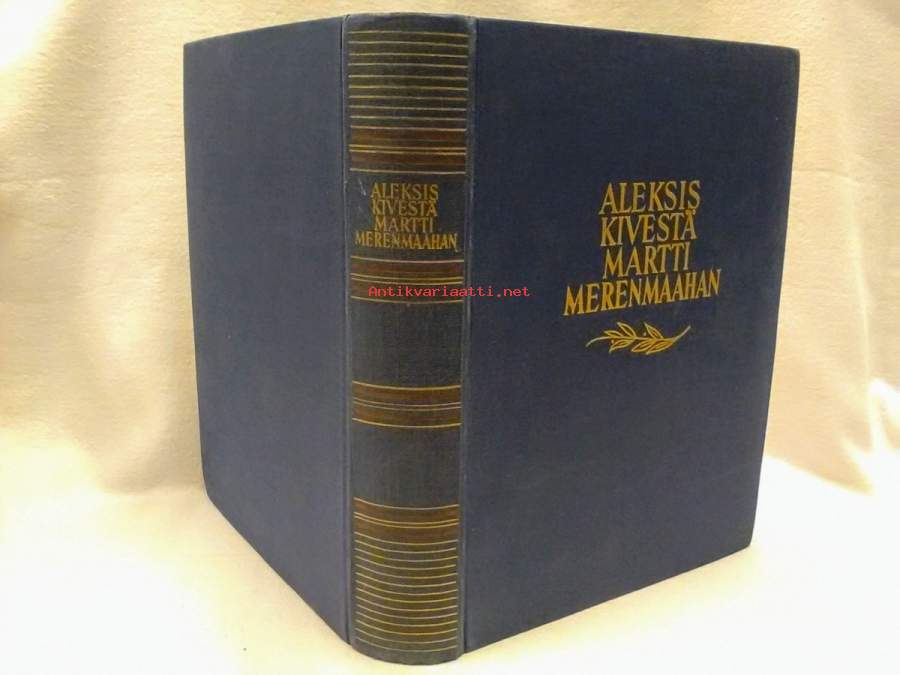 ALEKSIS
KIVESTÄ
MARTTI
MERENMAAHAN
Antikvariaatti.net
ALEKSIS
KIVESTÄ
MARTTI
MERENMAAHAN